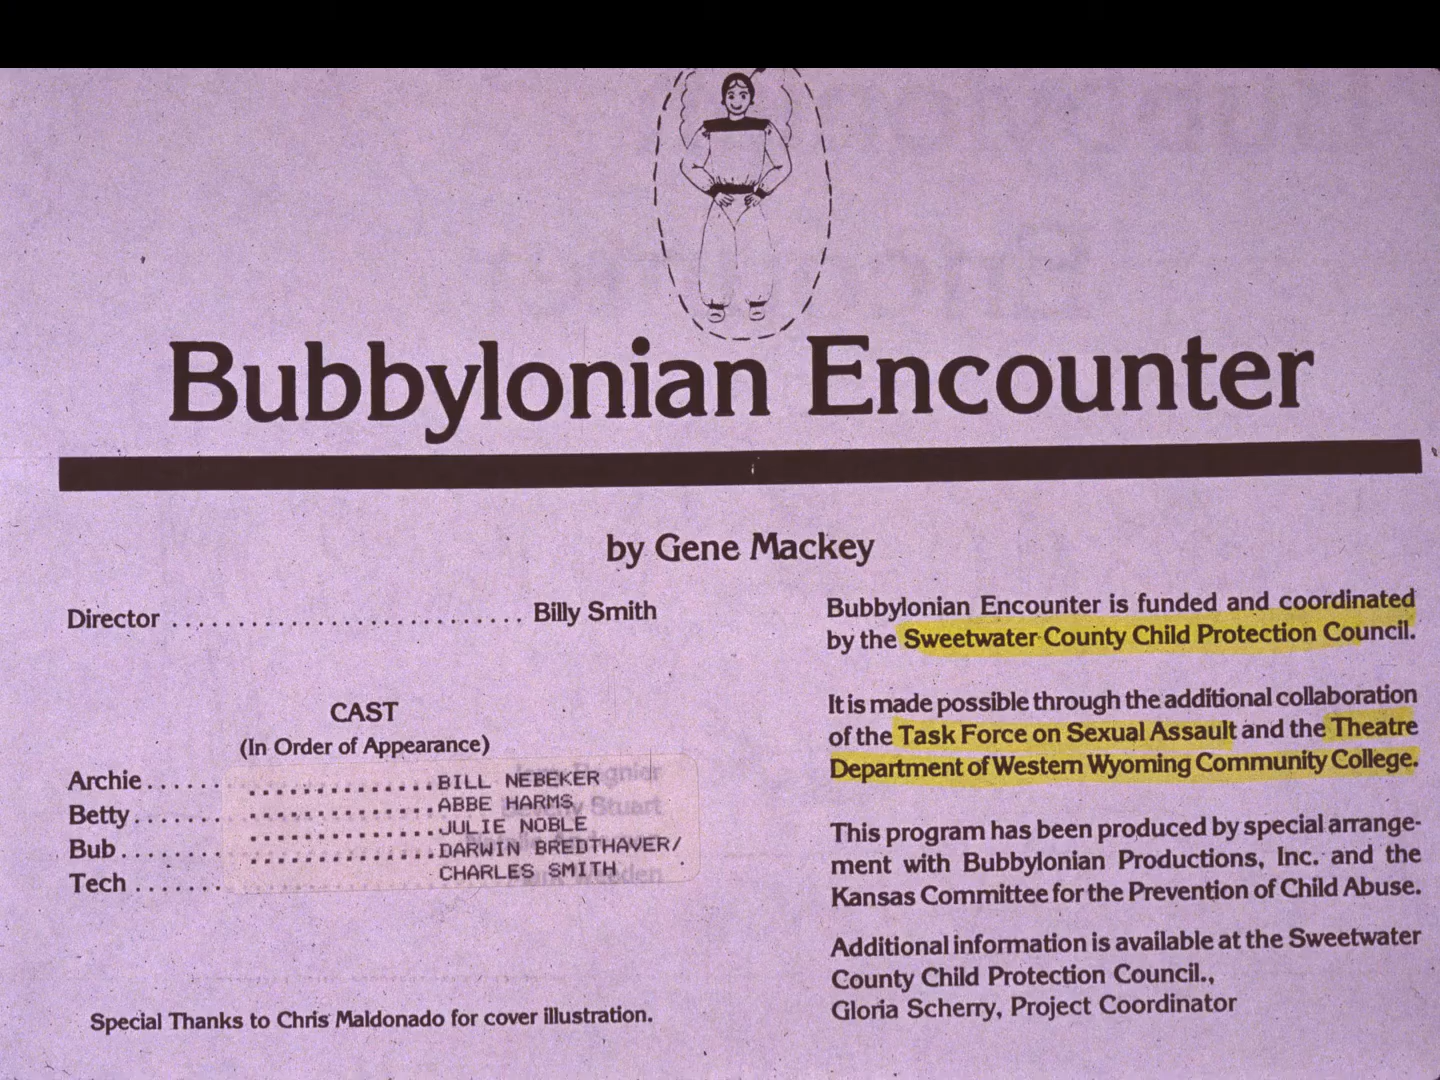 Bubbylonian Encounter
by Gene Mackey
Director ........................... Billy Smith
CAST
(In Order of Appearance)
Archie...... ..............BILL NEBEKER
Betty....... ..............ABBE HARMS
Bub........ ..............JULIE NOBLE
Tech ....... ..............DARWIN BREDTHAVER/
CHARLES SMITH
Special Thanks to Chris Maldonado for cover illustration.
Bubbylonian Encounter is funded and coordinated
by the Sweetwater County Child Protection Council.
It is made possible through the additional collaboration
of the Task Force on Sexual Assault and the Theatre
Department of Western Wyoming Community College.
This program has been produced by special arrange-
ment with Bubbylonian Productions, Inc. and the
Kansas Committee for the Prevention of Child Abuse.
Additional information is available at the Sweetwater
County Child Protection Council.,
Gloria Scherry, Project Coordinator